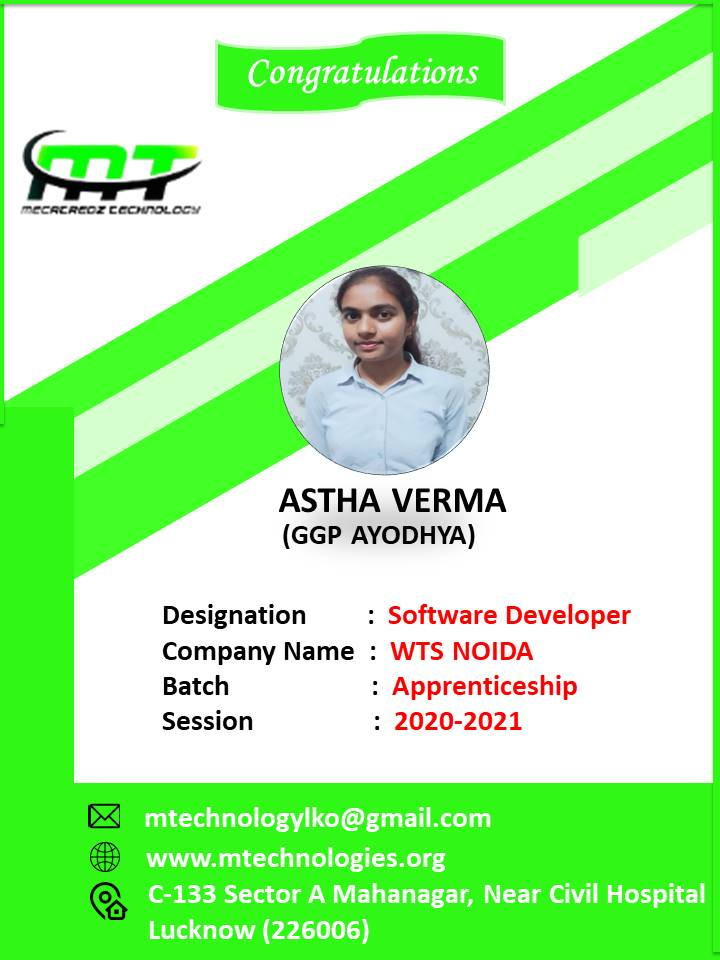 Congratulations
MT
MECATREDZ TECHNOLOGY
ASTHA VERMA
(GGP AYODHYA)
Designation : Software Developer
Company Name : WTS NOIDA
Batch : Apprenticeship
Session : 2020-2021
mtechnologylko@gmail.com
www.mtechnologies.org
C-133 Sector A Mahanagar, Near Civil Hospital
Lucknow (226006)